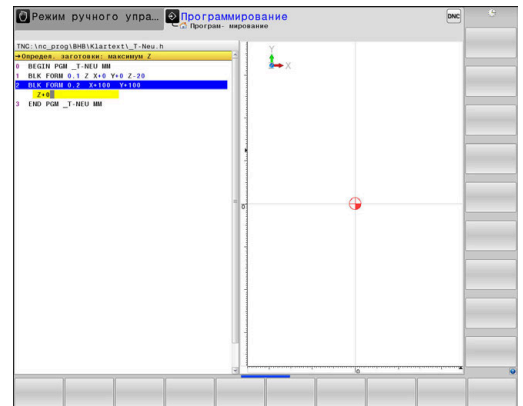 Режим ручного упра…
Программирование
Програм- мирование
DNC
TNC:\nc_prog\BHB\Klartext\_T-Neu.h
→Определ. заготовки: максимум Z
0 BEGIN PGM _T-NEU MM
1 BLK FORM 0.1 Z X+0 Y+0 Z-20
2 BLK FORM 0.2 X+100 Y+100
Z+0
3 END PGM _T-NEU MM
Y
X
0
0